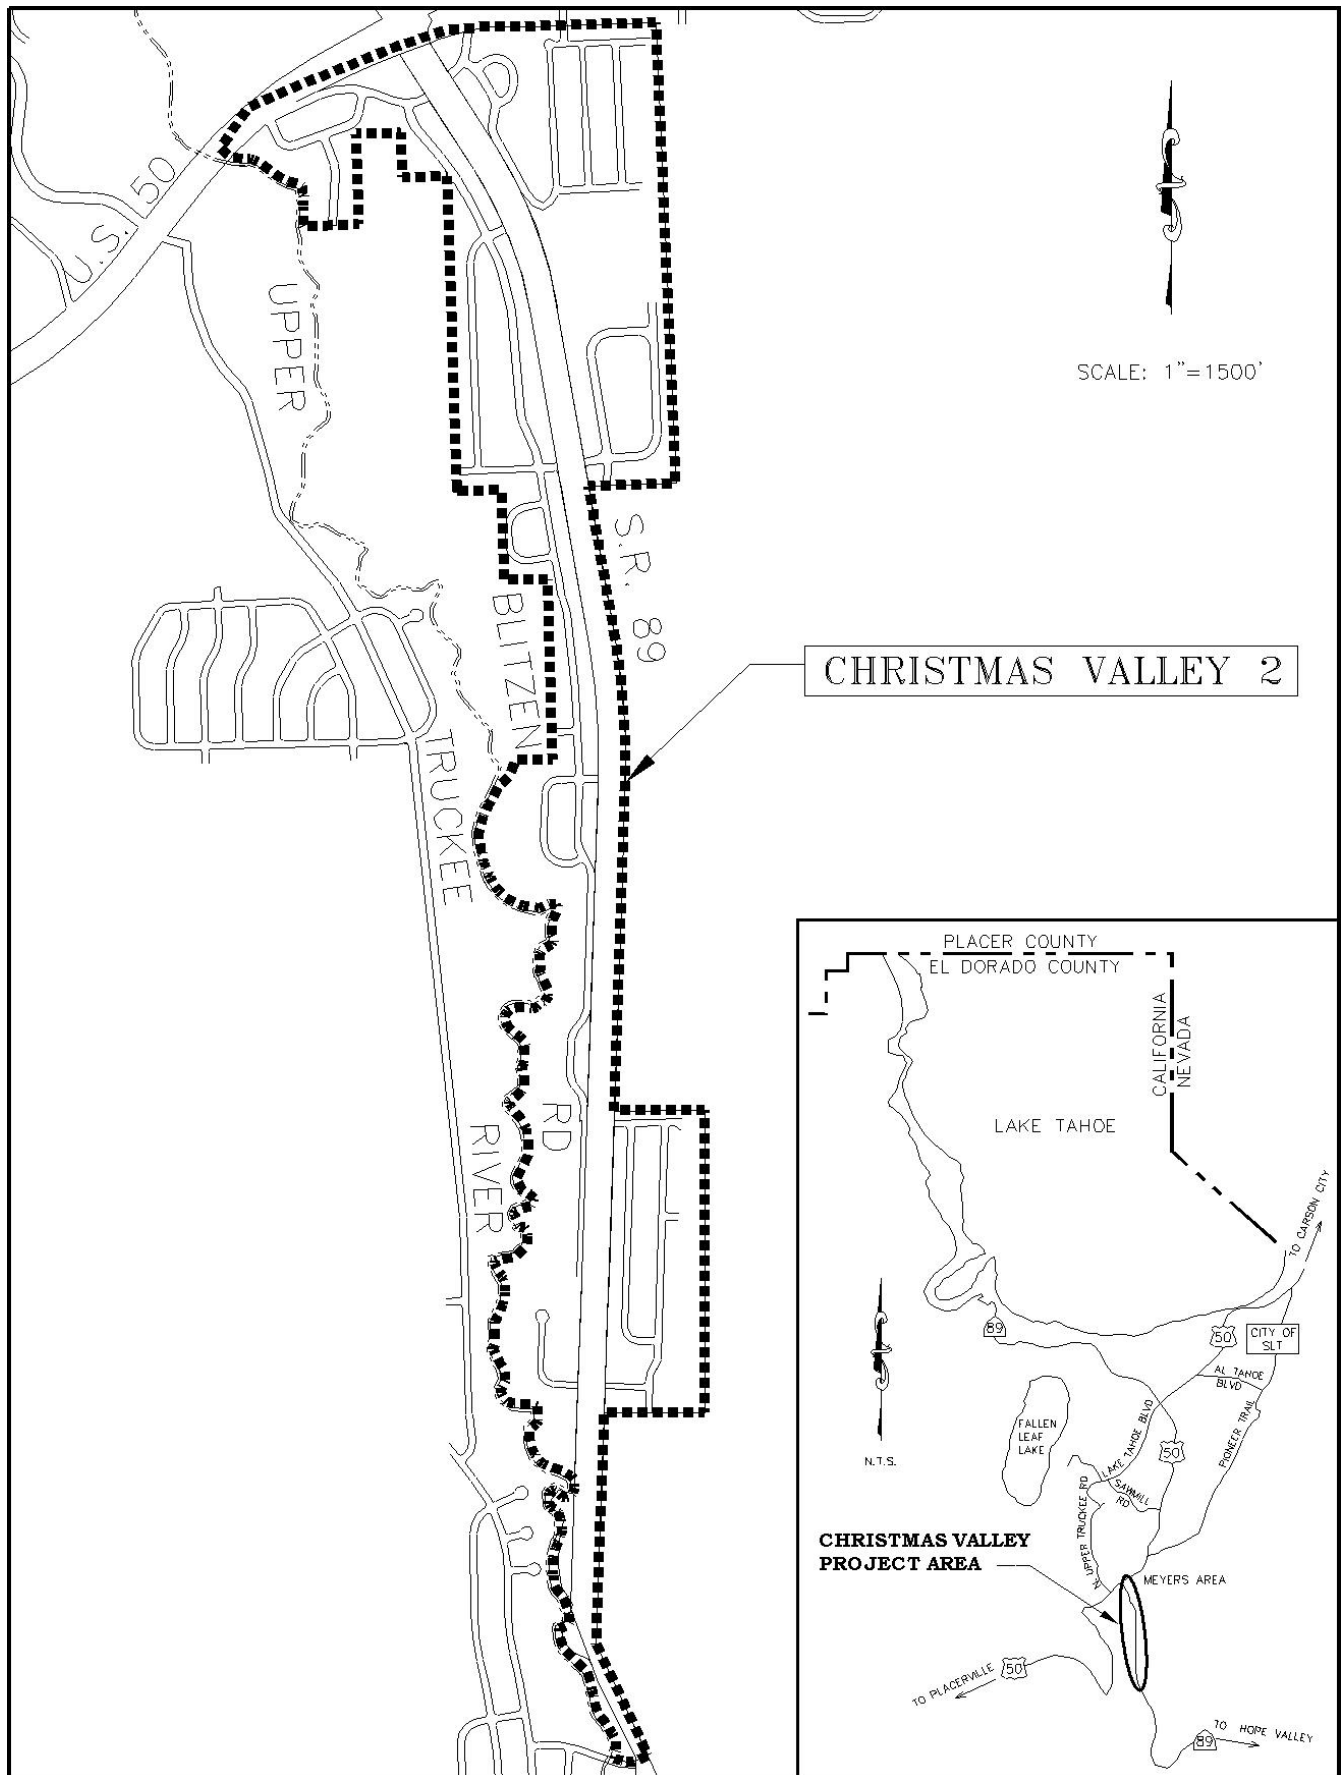 U.S. 50
UPPER
TRUCKEE
RIVER
BLITZEN
RD
S.R. 89
SCALE: 1"=1500'
CHRISTMAS VALLEY 2
PLACER COUNTY
EL DORADO COUNTY
CALIFORNIA
NEVADA
LAKE TAHOE
TO CARSON CITY
89
50
CITY OF
SLT
AL TAHOE
BLVD
PIONEER TRAIL
LAKE TAHOE BLVD
FALLEN
LEAF
LAKE
50
N.T.S.
SAWMILL
RD
N. UPPER TRUCKEE RD
CHRISTMAS VALLEY
PROJECT AREA
MEYERS AREA
TO PLACERVILLE
50
TO HOPE VALLEY
89